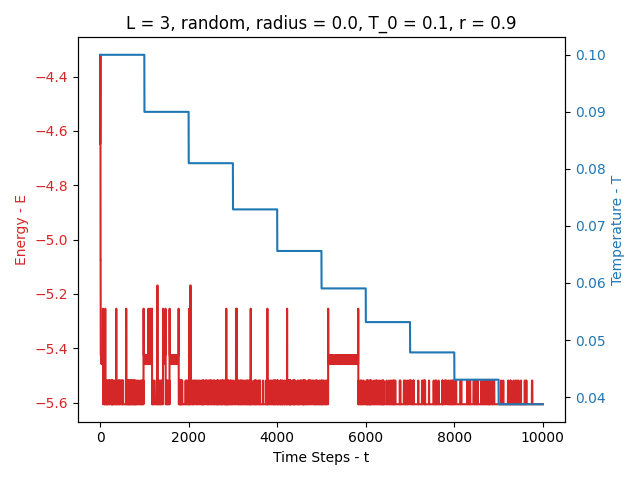 L = 3, random, radius = 0.0, T_0 = 0.1, r = 0.9
Energy - E
−4.4
−4.6
−4.8
−5.0
−5.2
−5.4
−5.6
0.10
0.09
0.08
0.07
0.06
0.05
0.04
Temperature - T
0 2000 4000 6000 8000 10000
Time Steps - t